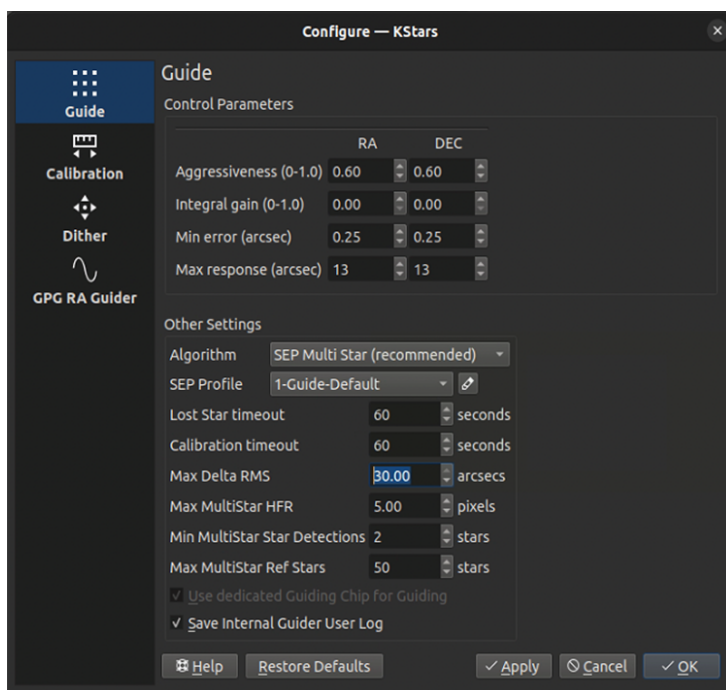 Configure — KStars
Guide
Calibration
Dither
GPG RA Guider
Guide
Control Parameters
RA DEC
Aggressiveness (0-1.0) 0.60 0.60
Integral gain (0-1.0) 0.00 0.00
Min error (arcsec) 0.25 0.25
Max response (arcsec) 13 13
Other Settings
Algorithm SEP Multi Star (recommended)
SEP Profile 1-Guide-Default
Lost Star timeout 60 seconds
Calibration timeout 60 seconds
Max Delta RMS 30.00 arcsecs
Max MultiStar HFR 5.00 pixels
Min MultiStar Star Detections 2 stars
Max MultiStar Ref Stars 50 stars
Use dedicated Guiding Chip for Guiding
Save Internal Guider User Log
Help Restore Defaults Apply Cancel OK